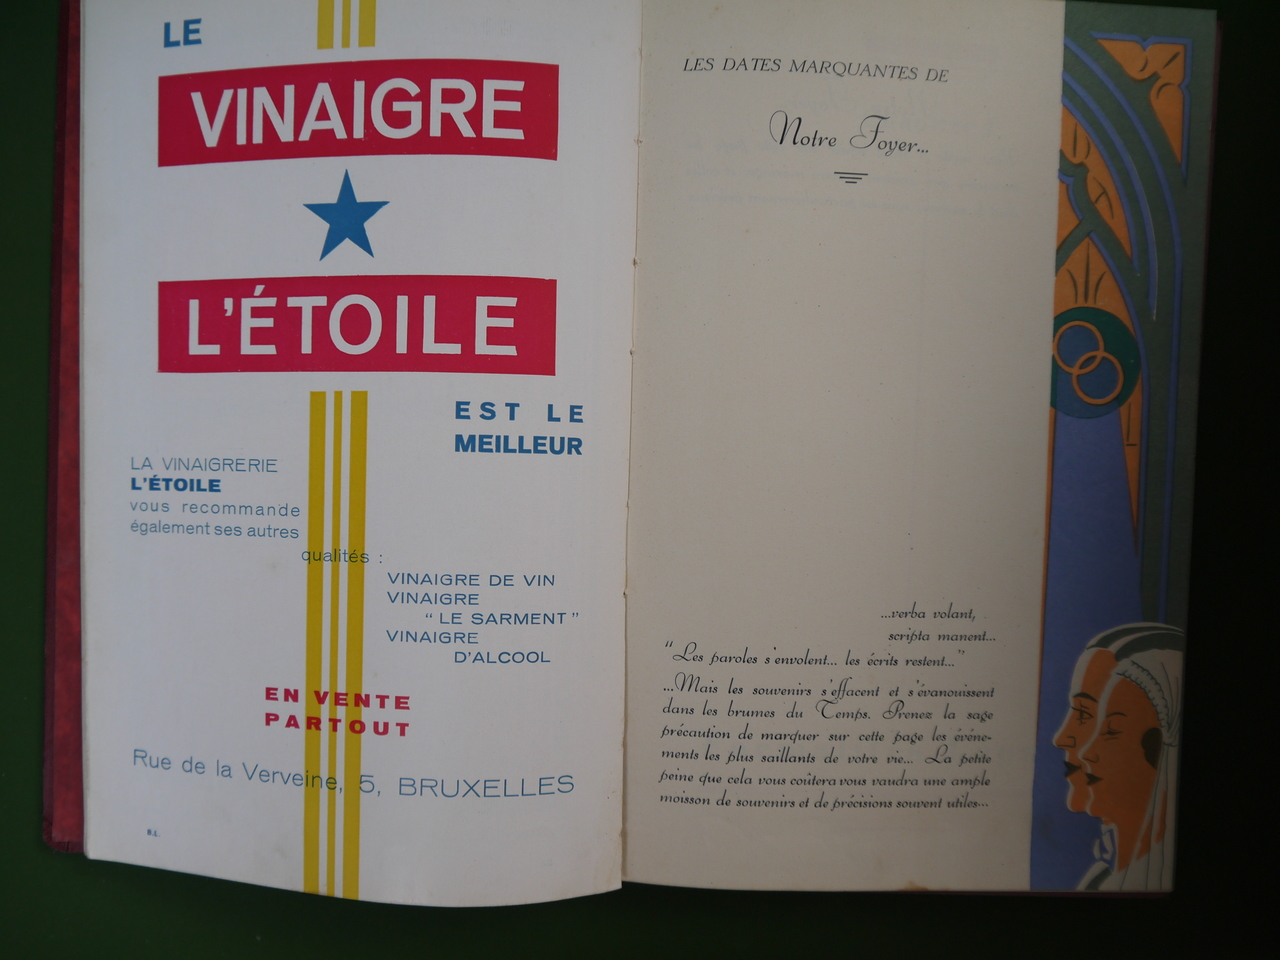 LE
VINAIGRE
L'ÉTOILE
EST LE
MEILLEUR
LA VINAIGRERIE
L'ÉTOILE
vous recommande
également ses autres
qualités :
VINAIGRE DE VIN
VINAIGRE
“ LE SARMENT ”
VINAIGRE
D'ALCOOL
EN VENTE
PARTOUT
Rue de la Verveine, 5, BRUXELLES
B.L.
LES DATES MARQUANTES DE
Notre Foyer...
...verba volant,
scripta manent...
“Les paroles s'envolent... les écrits restent...”
...Mais les souvenirs s'effacent et s'évanouissent
dans les brumes du Temps. Prenez la sage
précaution de marquer sur cette page les événe-
ments les plus saillants de votre vie... La petite
peine que cela vous coûtera vous vaudra une ample
moisson de souvenirs et de précisions souvent utiles...